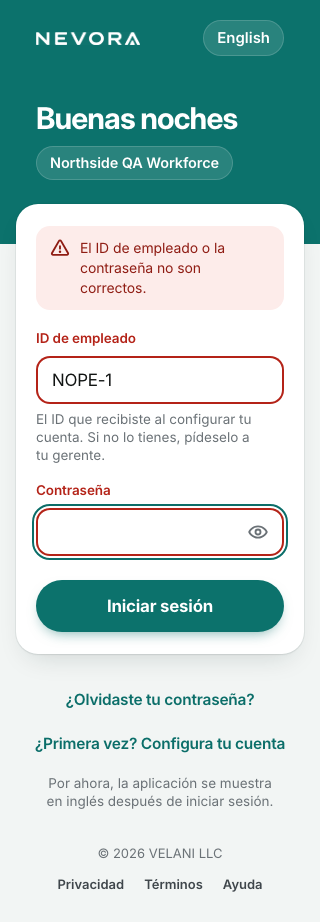 NEVORA
English
Buenas noches
Northside QA Workforce
El ID de empleado o la
contraseña no son
correctos.
ID de empleado
NOPE-1
El ID que recibiste al configurar tu
cuenta. Si no lo tienes, pídeselo a
tu gerente.
Contraseña
Iniciar sesión
¿Olvidaste tu contraseña?
¿Primera vez? Configura tu cuenta
Por ahora, la aplicación se muestra
en inglés después de iniciar sesión.
© 2026 VELANI LLC
Privacidad Términos Ayuda